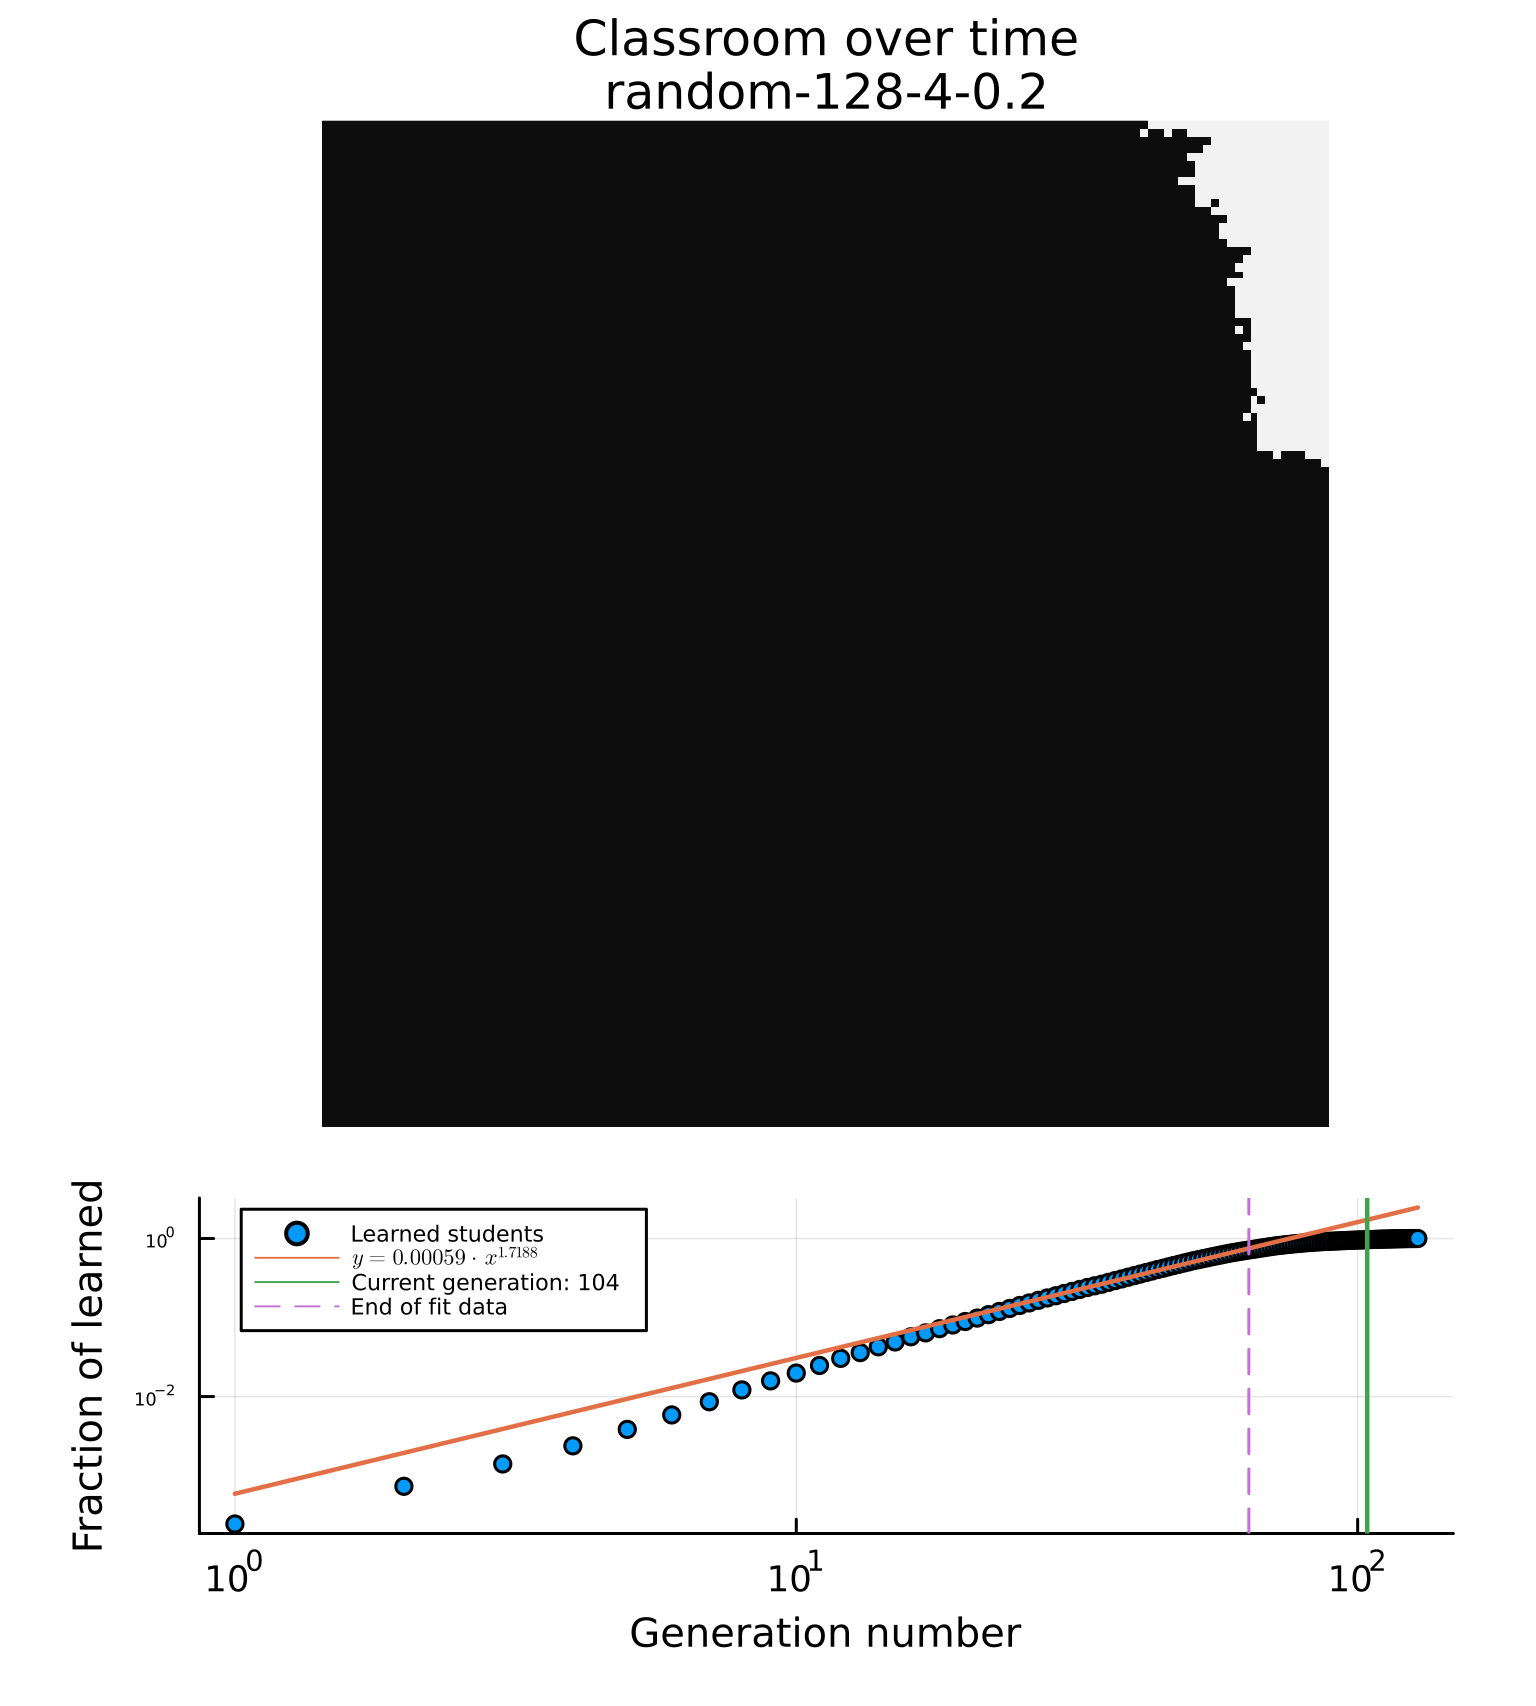 Classroom over time
random-128-4-0.2
Fraction of learned
10^0
10^-2
Learned students
y = 0.00059 · x^1.7188
Current generation: 104
End of fit data
10^0
10^1
10^2
Generation number